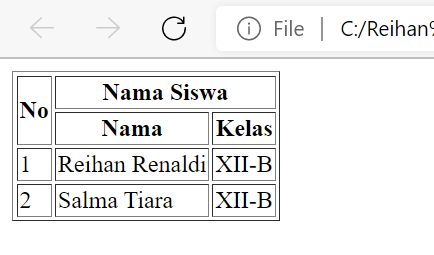 File | C:/Reihan%
No Nama Siswa
Nama Kelas
1 Reihan Renaldi XII-B
2 Salma Tiara XII-B